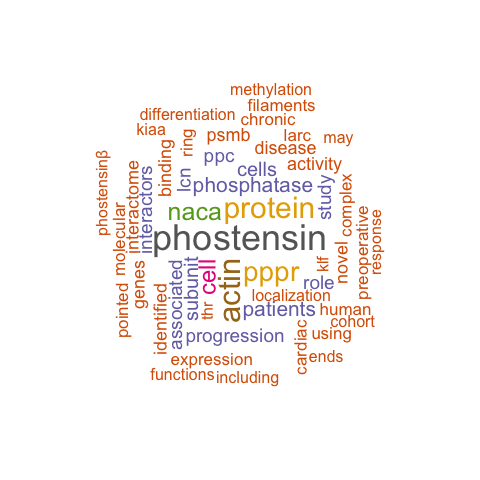 methylation
filaments
differentiation
chronic
kiaa
ring
psmb
larc
may
disease
ppc
binding
cells
activity
phostensinβ
interactome
interactors
lcn
phosphatase
study
complex
naca
protein
phostensin
molecular
preoperative
response
novel
klf
pppr
actin
cell
subunit
associated
genes
pointed
identified
thr
role
localization
patients
human
cohort
using
progression
cardiac
ends
expression
functions
including